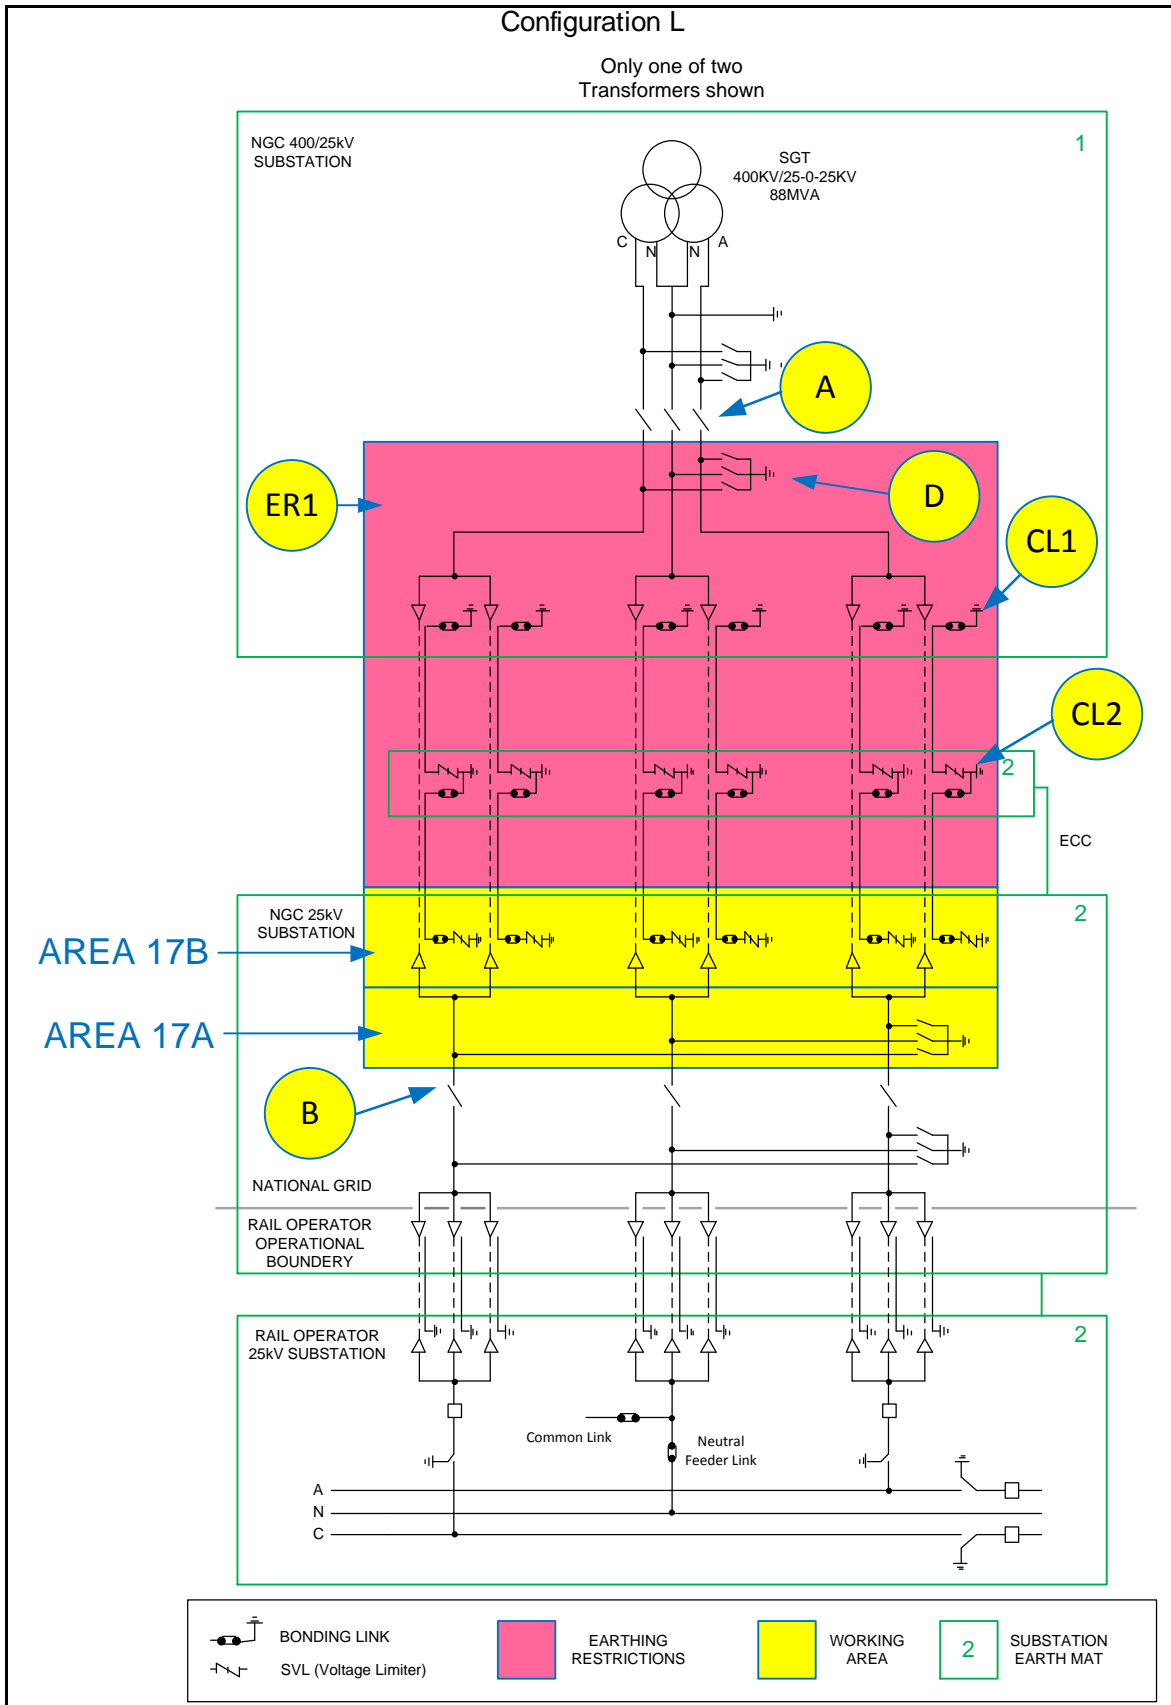 Configuration L
Only one of two
Transformers shown
NGC 400/25kV
SUBSTATION
1
SGT
400KV/25-0-25KV
88MVA
C
N
N
A
A
ER1
D
CL1
CL2
2
ECC
NGC 25kV
SUBSTATION
2
AREA 17B
AREA 17A
B
NATIONAL GRID
RAIL OPERATOR
OPERATIONAL
BOUNDERY
RAIL OPERATOR
25kV SUBSTATION
2
Common Link
Neutral
Feeder Link
A
N
C
BONDING LINK
SVL (Voltage Limiter)
EARTHING
RESTRICTIONS
WORKING
AREA
2
SUBSTATION
EARTH MAT